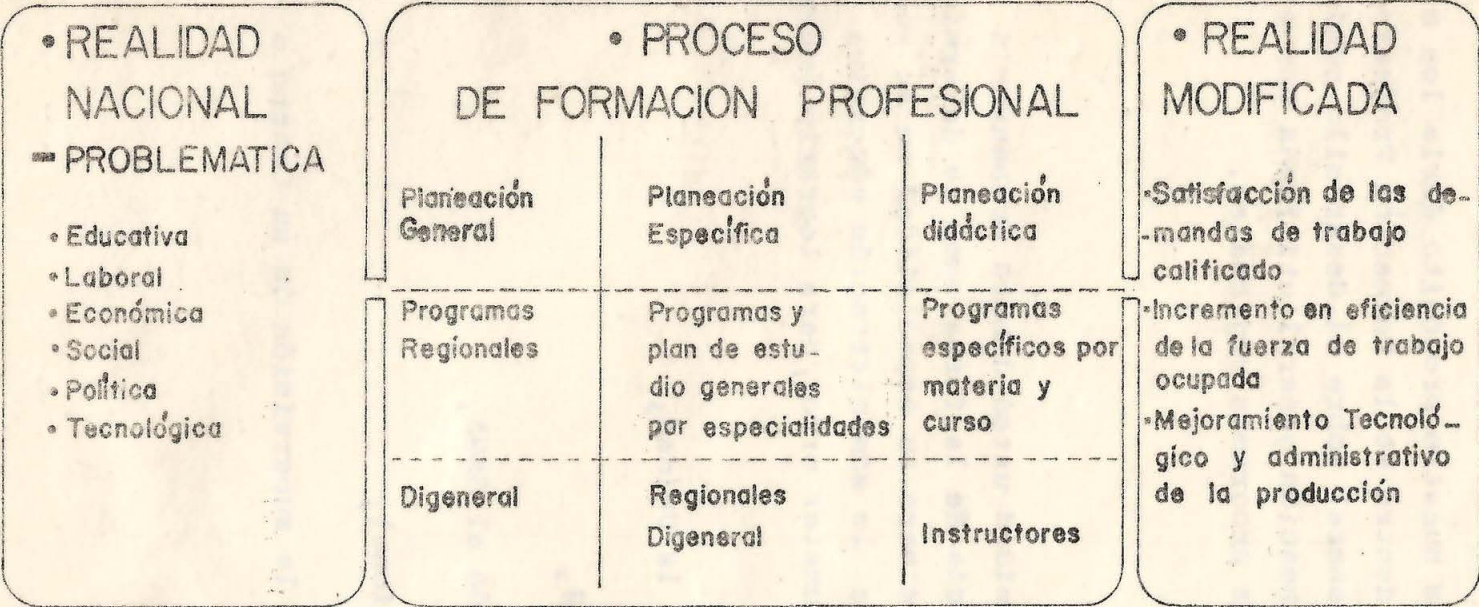 • REALIDAD
NACIONAL
- PROBLEMATICA
• Educativa
• Laboral
• Económica
• Social
• Política
• Tecnológica
• PROCESO
DE FORMACION PROFESIONAL
Planeación
General
Programas
Regionales
Digeneral
Planeación
Específica
Programas y
plan de estu-
dio generales
por especialidades
Regionales
Digeneral
Planeación
didáctica
Programas
específicos por
materia y
curso
Instructores
• REALIDAD
MODIFICADA
•Satisfacción de las de-
-mandas de trabajo
calificado
•Incremento en eficiencia
de la fuerza de trabajo
ocupada
•Mejoramiento Tecnoló-
gico y administrativo
de la producción